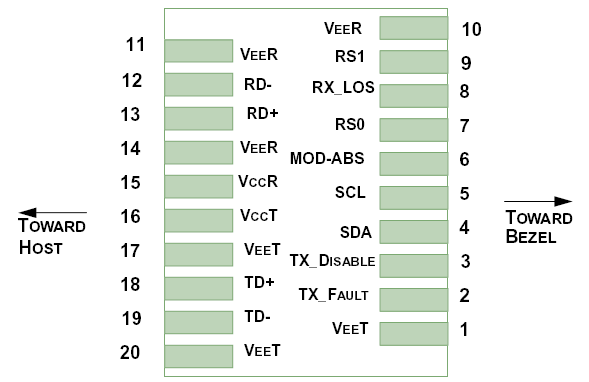 11 VEER
12 RD-
13 RD+
14 VEER
15 VCCR
16 VCCT
17 VEET
18 TD+
19 TD-
20 VEET
VEER 10
RS1 9
RX_LOS 8
RS0 7
MOD-ABS 6
SCL 5
SDA 4
TX_DISABLE 3
TX_FAULT 2
VEET 1
TOWARD
HOST
TOWARD
BEZEL